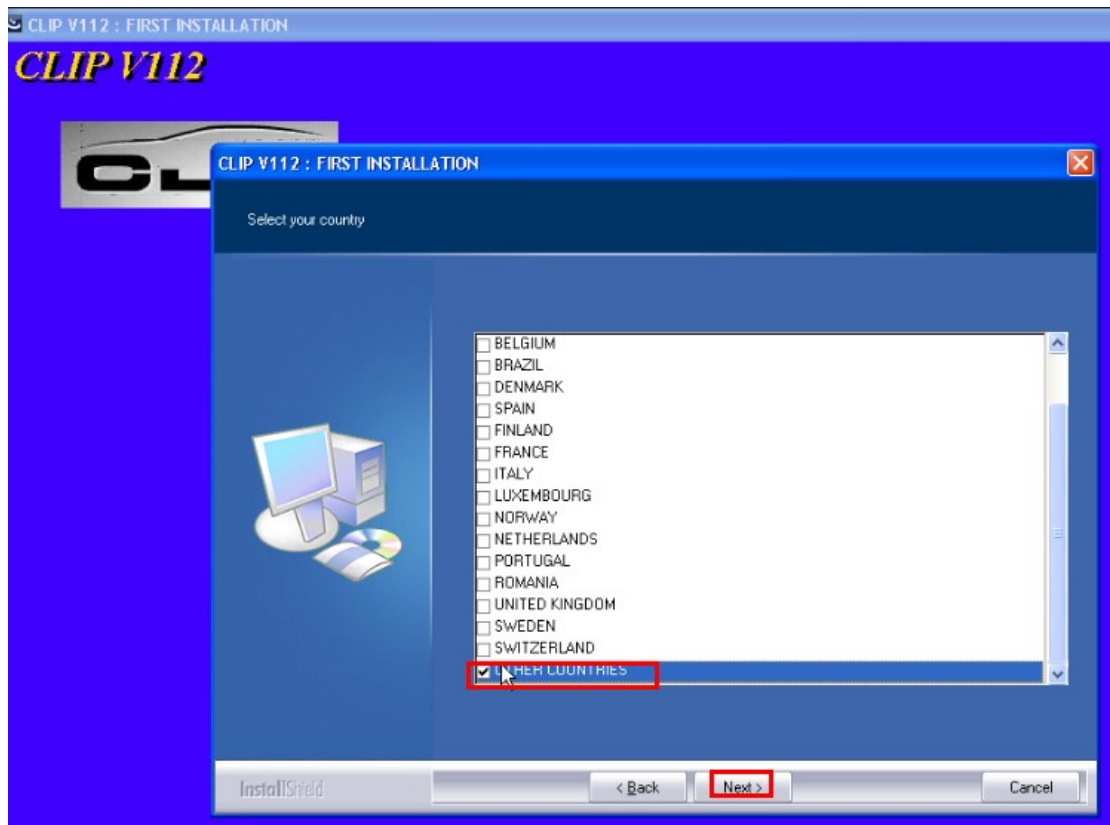 CLIP V112 : FIRST INSTALLATION
CLIP V112
CLIP V112 : FIRST INSTALLATION
Select your country
BELGIUM
BRAZIL
DENMARK
SPAIN
FINLAND
FRANCE
ITALY
LUXEMBOURG
NORWAY
NETHERLANDS
PORTUGAL
ROMANIA
UNITED KINGDOM
SWEDEN
SWITZERLAND
OTHER COUNTRIES
InstallShield
< Back
Next >
Cancel